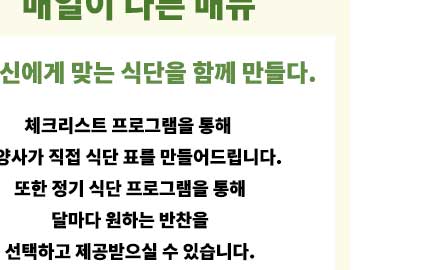 매일이 다른 메뉴
신에게 맞는 식단을 함께 만들다.
체크리스트 프로그램을 통해
양사가 직접 식단 표를 만들어드립니다.
또한 정기 식단 프로그램을 통해
달마다 원하는 반찬을
선택하고 제공받으실 수 있습니다.